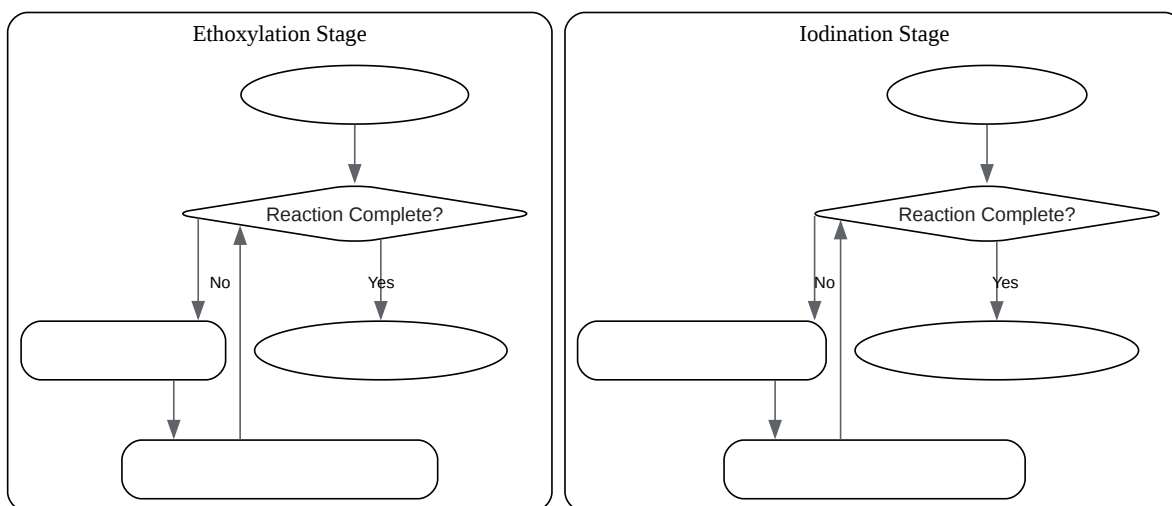 Ethoxylation Stage
Reaction Complete?
No
Yes
Iodination Stage
Reaction Complete?
No
Yes